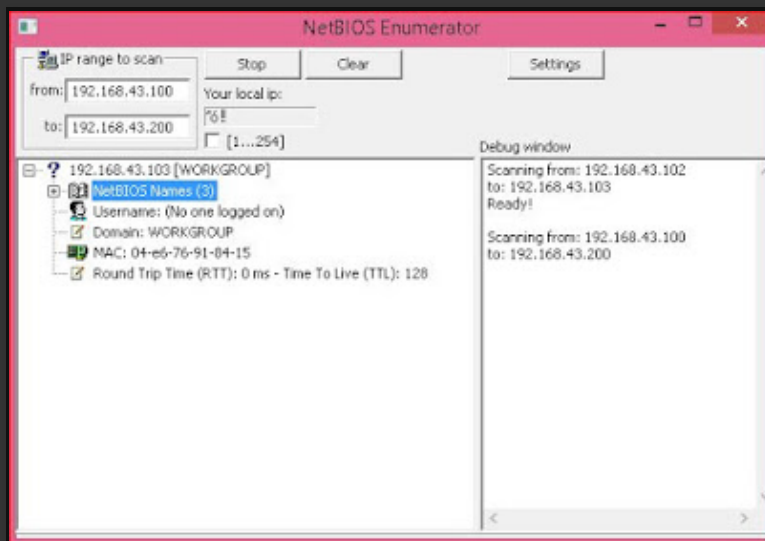 NetBIOS Enumerator
IP range to scan
Stop
Clear
Settings
from: 192.168.43.100
Your local ip:
to: 192.168.43.200
[1...254]
Debug window
? 192.168.43.103 [WORKGROUP]
NetBIOS Names (3)
Username: (No one logged on)
Domain: WORKGROUP
MAC: 04-e6-76-91-84-15
Round Trip Time (RTT): 0 ms - Time To Live (TTL): 128
Scanning from: 192.168.43.102
to: 192.168.43.103
Ready!
Scanning from: 192.168.43.100
to: 192.168.43.200